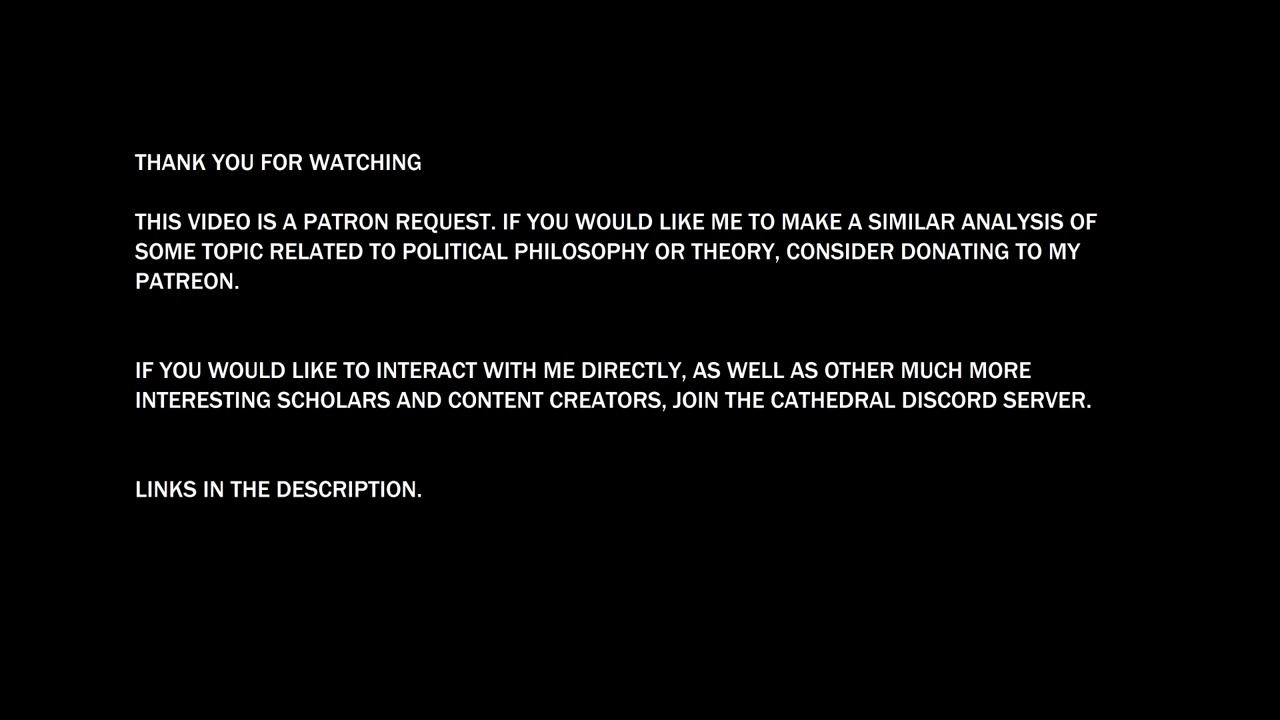 THANK YOU FOR WATCHING
THIS VIDEO IS A PATRON REQUEST. IF YOU WOULD LIKE ME TO MAKE A SIMILAR ANALYSIS OF
SOME TOPIC RELATED TO POLITICAL PHILOSOPHY OR THEORY, CONSIDER DONATING TO MY
PATREON.
IF YOU WOULD LIKE TO INTERACT WITH ME DIRECTLY, AS WELL AS OTHER MUCH MORE
INTERESTING SCHOLARS AND CONTENT CREATORS, JOIN THE CATHEDRAL DISCORD SERVER.
LINKS IN THE DESCRIPTION.